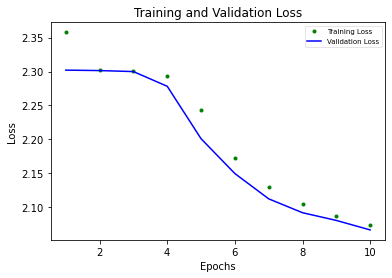 Training and Validation Loss
Training Loss
Validation Loss
Loss
2.35
2.30
2.25
2.20
2.15
2.10
2 4 6 8 10
Epochs